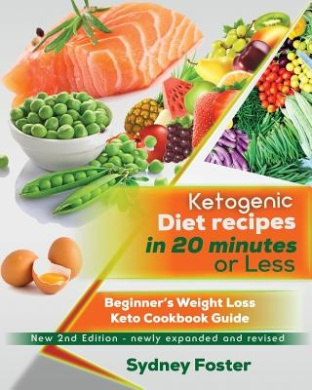 Ketogenic
Diet recipes
in 20 minutes
or Less
Beginner's Weight Loss
Keto Cookbook Guide
New 2nd Edition - newly expanded and revised
Sydney Foster